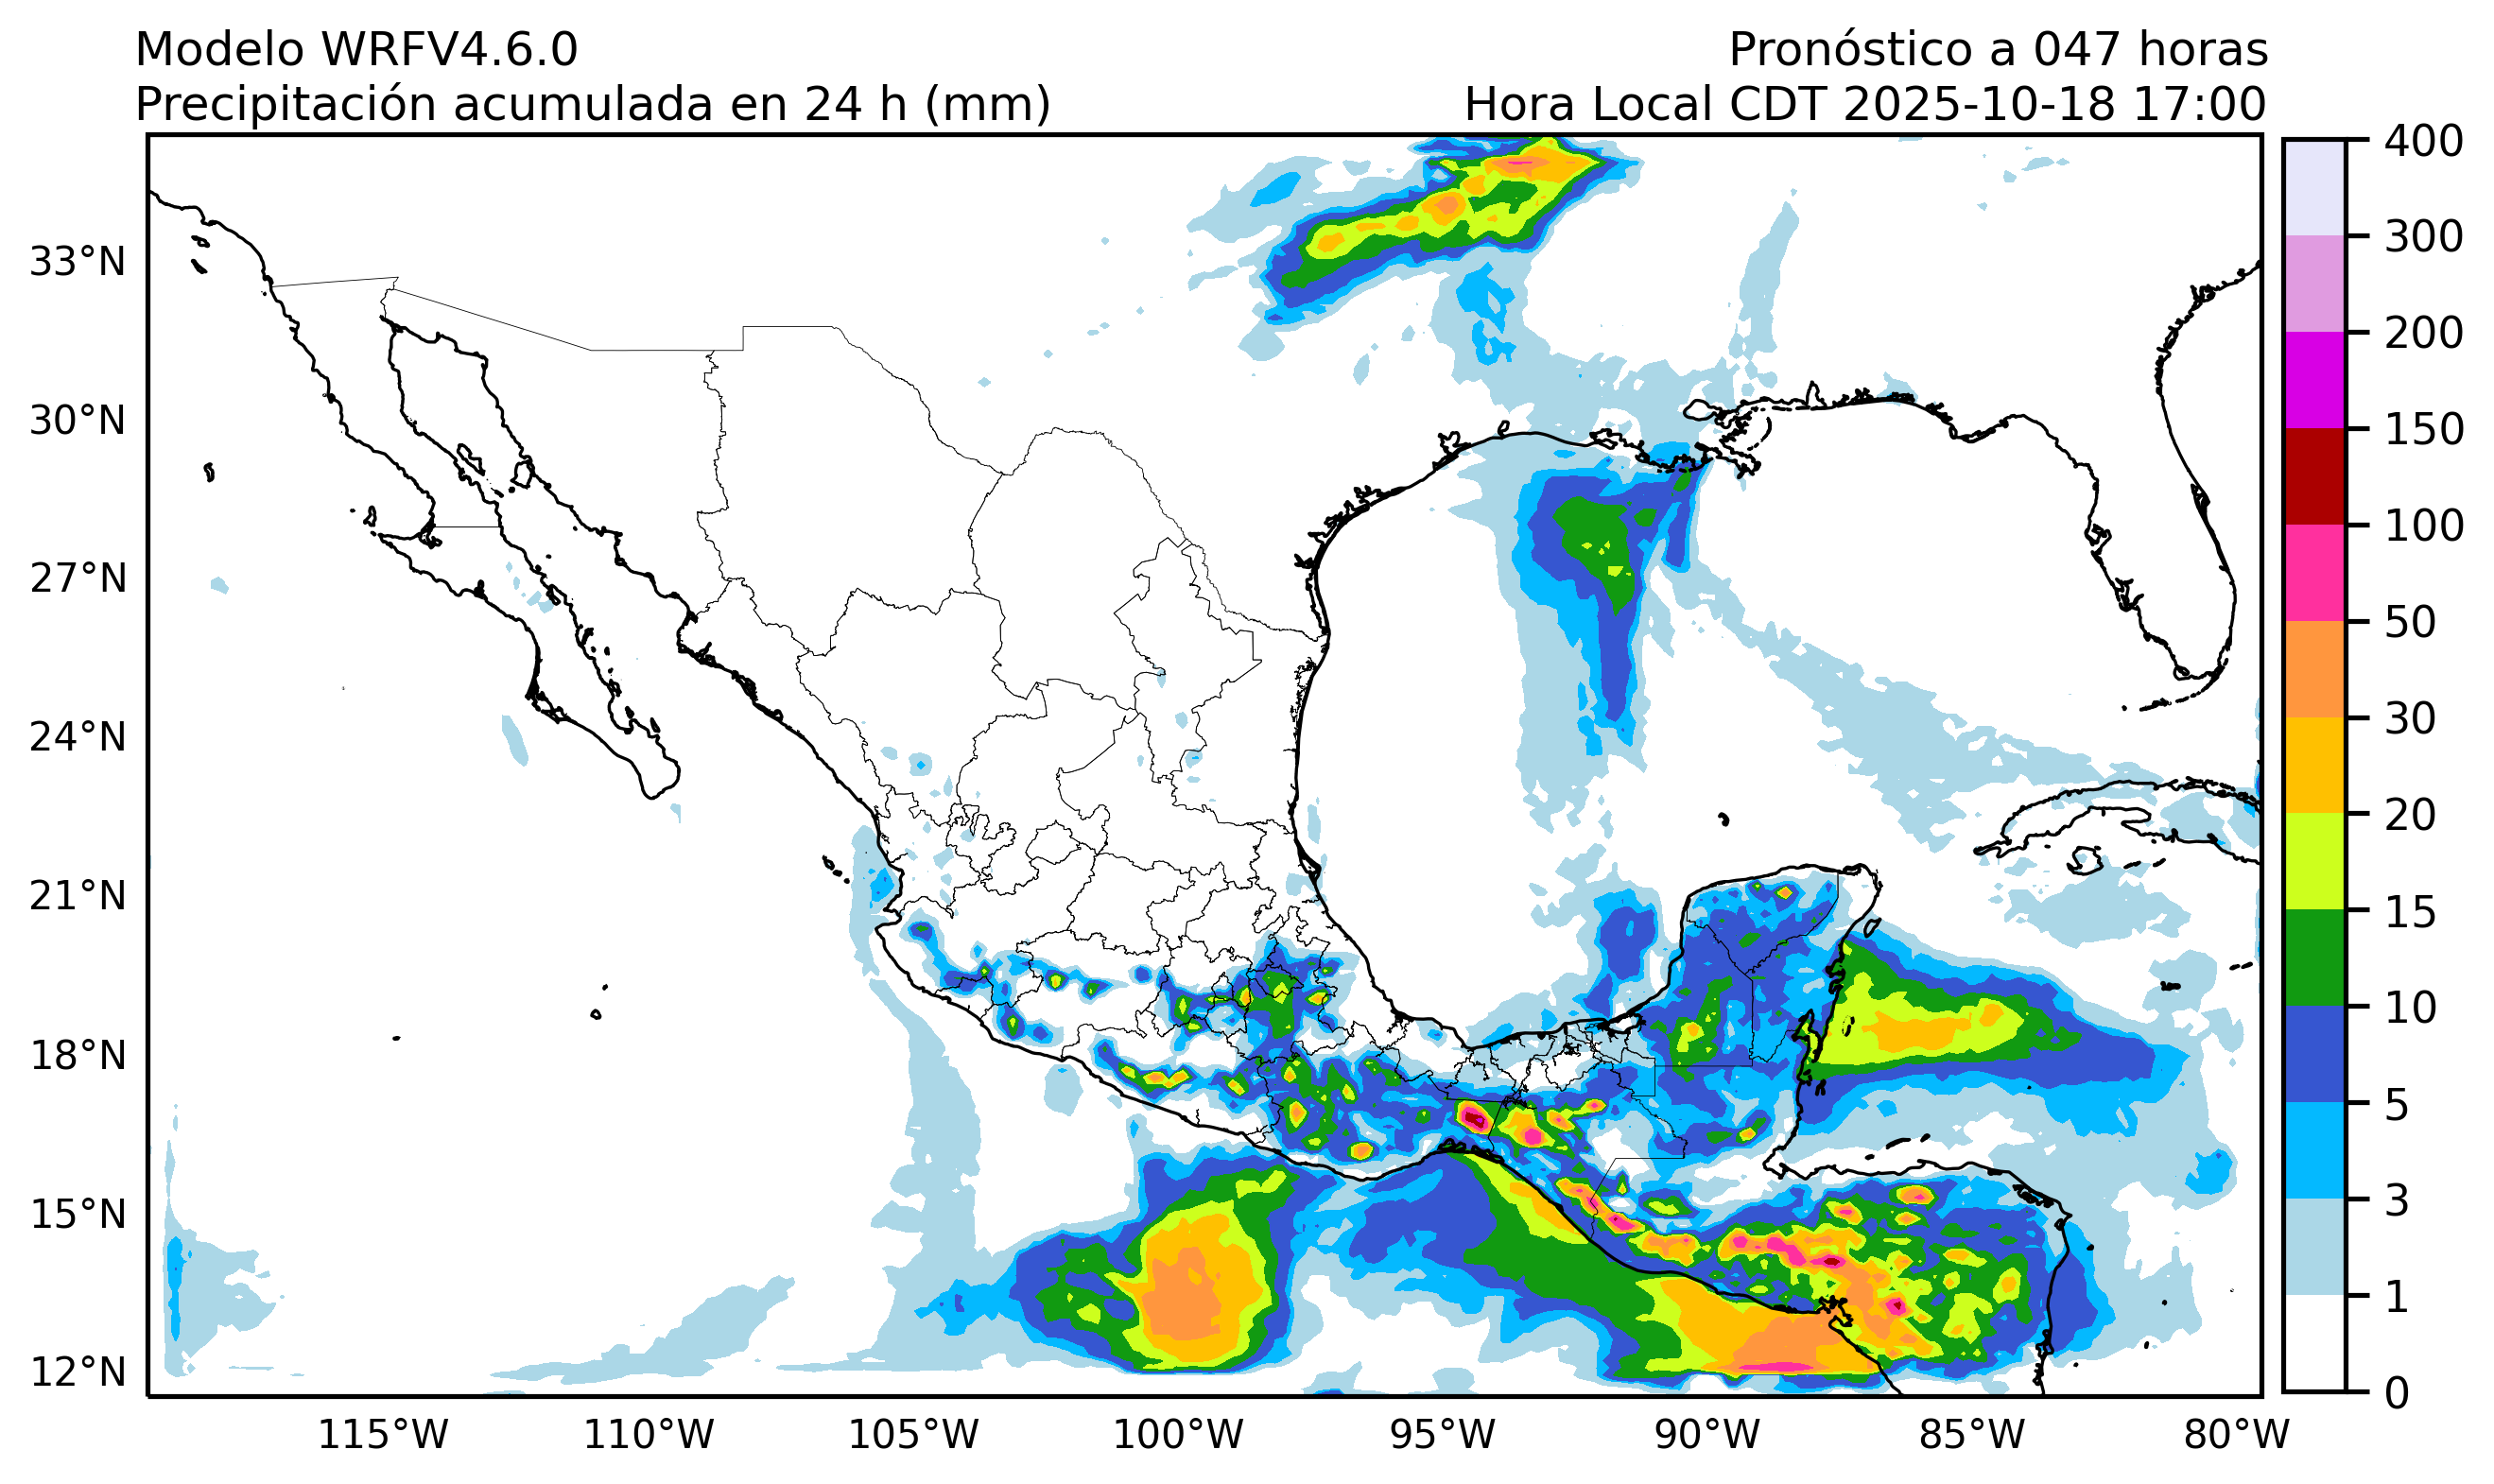 Modelo WRFV4.6.0
Pronóstico a 047 horas
Precipitación acumulada en 24 h (mm)
Hora Local CDT 2025-10-18 17:00
33°N
30°N
27°N
24°N
21°N
18°N
15°N
12°N
115°W
110°W
105°W
100°W
95°W
90°W
85°W
80°W
400
300
200
150
100
50
30
20
15
10
5
3
1
0